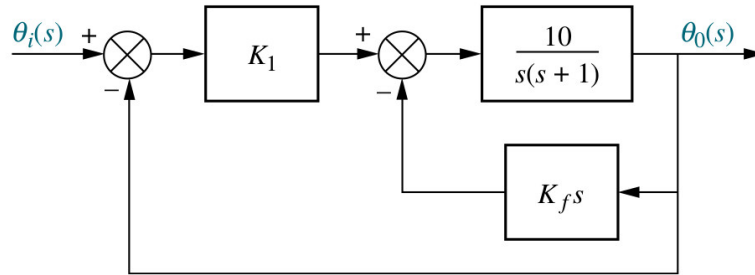 θi(s) + − K1 + − 10 θ0(s)
s(s + 1)
Kf s